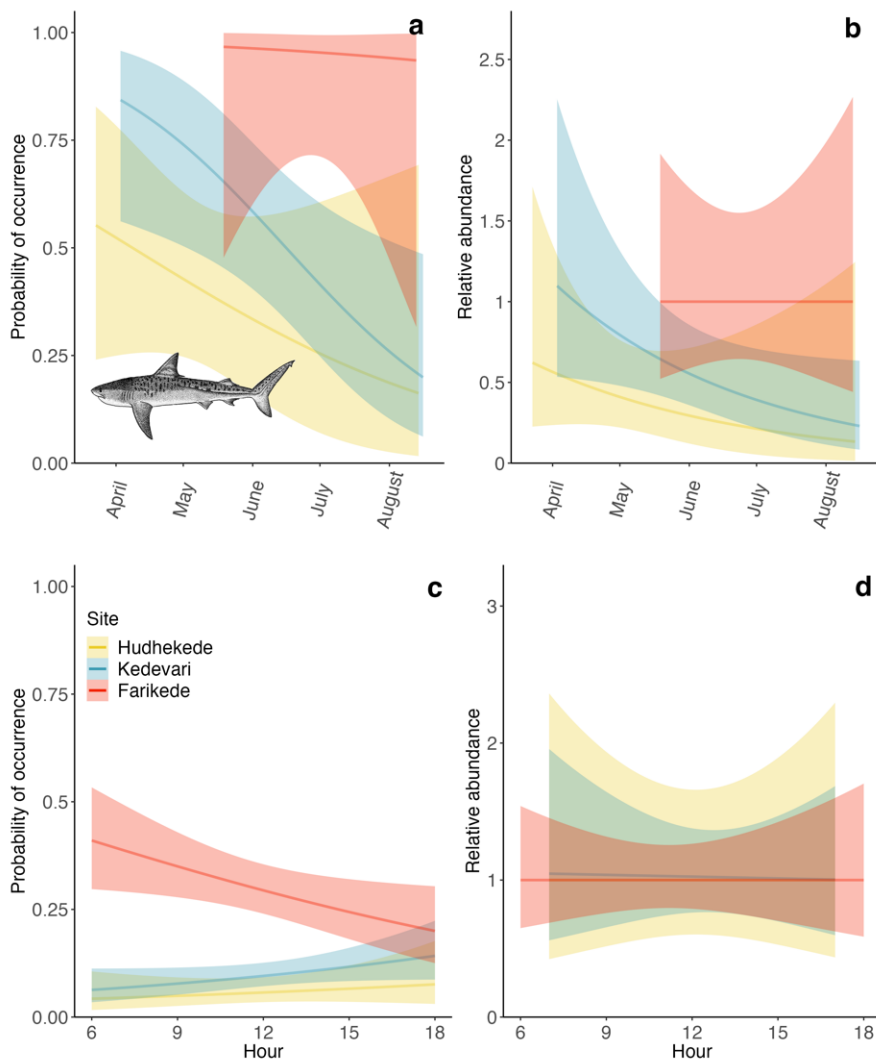 a
1.00
0.75
0.5
0.25
0.00
Probability of occurrence
April
May
June
July
August
b
2.5
2
1.5
1
0.5
0
Relative abundance
April
May
June
July
August
c
1.00
0.75
0.5
0.25
0.00
Probability of occurrence
Site
Hudhekede
Kedevari
Farikede
6
9
12
15
18
Hour
d
3
2
1
0
Relative abundance
6
9
12
15
18
Hour